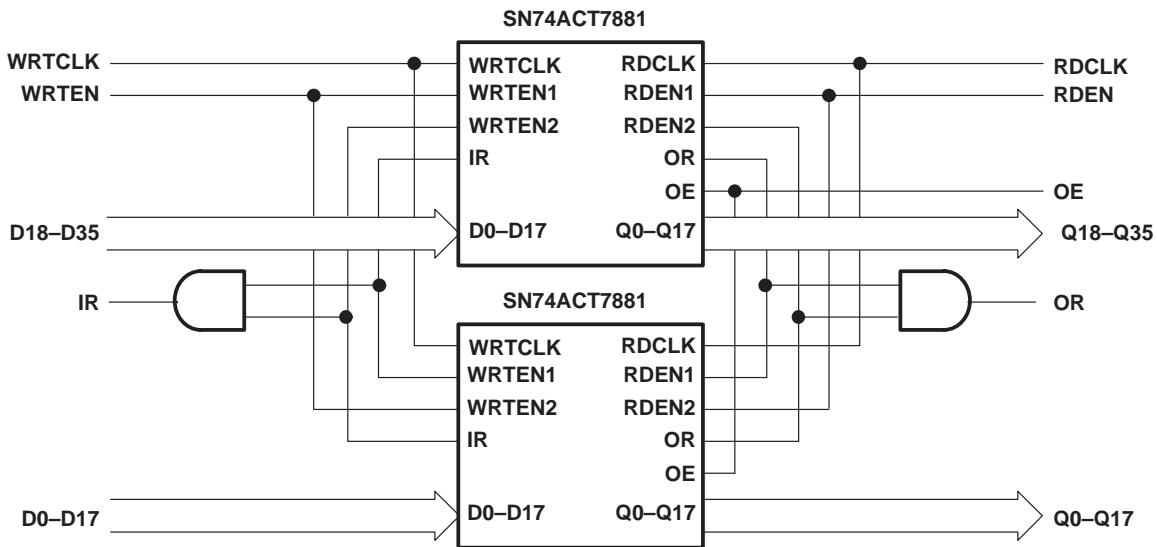 SN74ACT7881
WRTCLK
WRTEN
WRTCLK
RDCLK
RDCLK
WRTEN1
RDEN1
RDEN
WRTEN2
RDEN2
IR
OR
OE
OE
D18–D35
D0–D17
Q0–Q17
Q18–Q35
IR
SN74ACT7881
OR
WRTCLK
RDCLK
WRTEN1
RDEN1
WRTEN2
RDEN2
IR
OR
OE
D0–D17
D0–D17
Q0–Q17
Q0–Q17